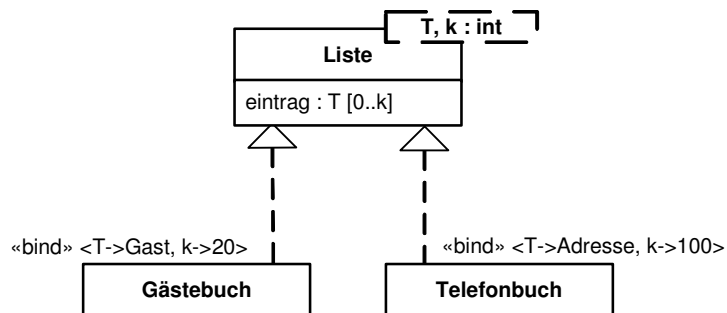 T, k : int
Liste
eintrag : T [0..k]
«bind» <T->Gast, k->20>
«bind» <T->Adresse, k->100>
Gästebuch
Telefonbuch